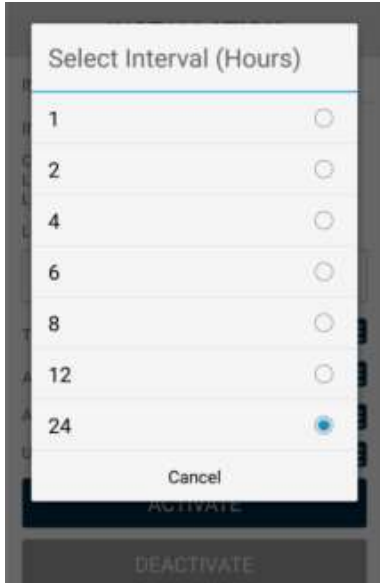 Select Interval (Hours)
1
2
4
6
8
12
24
Cancel
ACTIVATE
DEACTIVATE